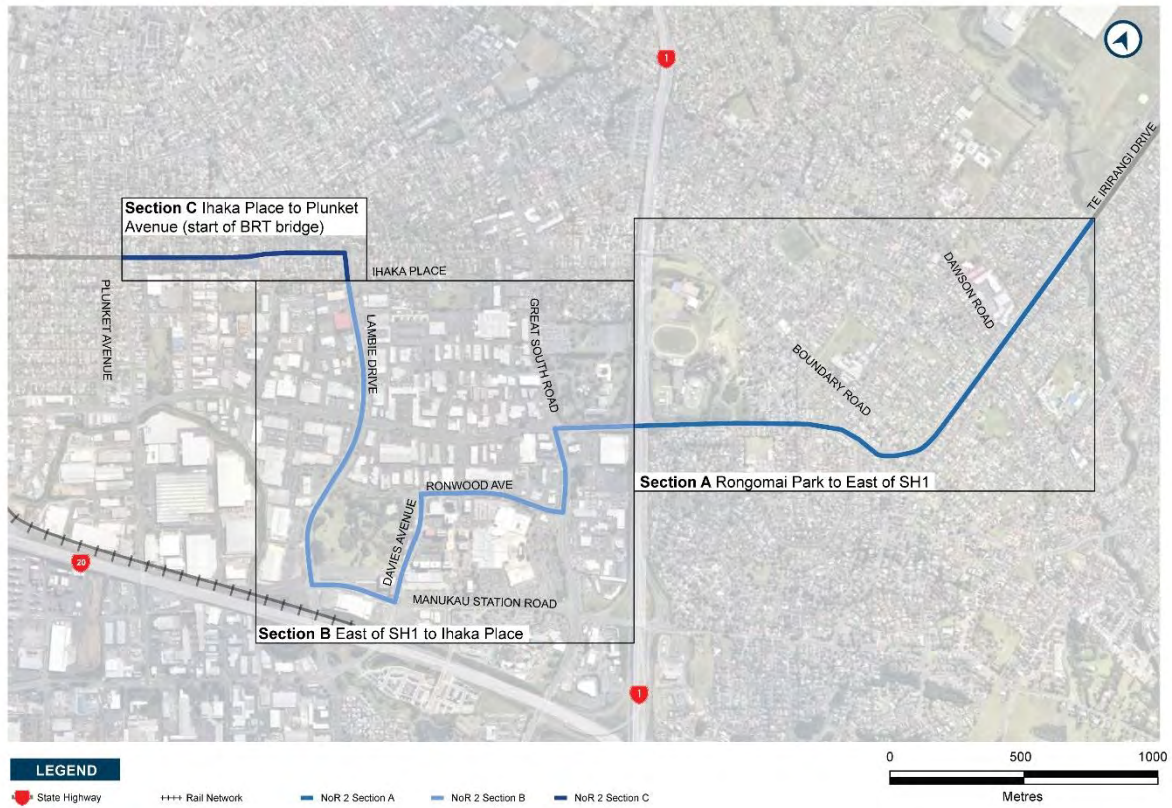 1
TE IRIRANGI DRIVE
Section C Ihaka Place to Plunket
Avenue (start of BRT bridge)
IHAKA PLACE
DAWSON ROAD
PLUNKET AVENUE
LAMBIE DRIVE
GREAT SOUTH ROAD
BOUNDARY ROAD
RONWOOD AVE
Section A Rongomai Park to East of SH1
DAVIES AVENUE
20
MANUKAU STATION ROAD
Section B East of SH1 to Ihaka Place
1
LEGEND
State Highway
Rail Network
NoR 2 Section A
NoR 2 Section B
NoR 2 Section C
0 500 1000
Metres